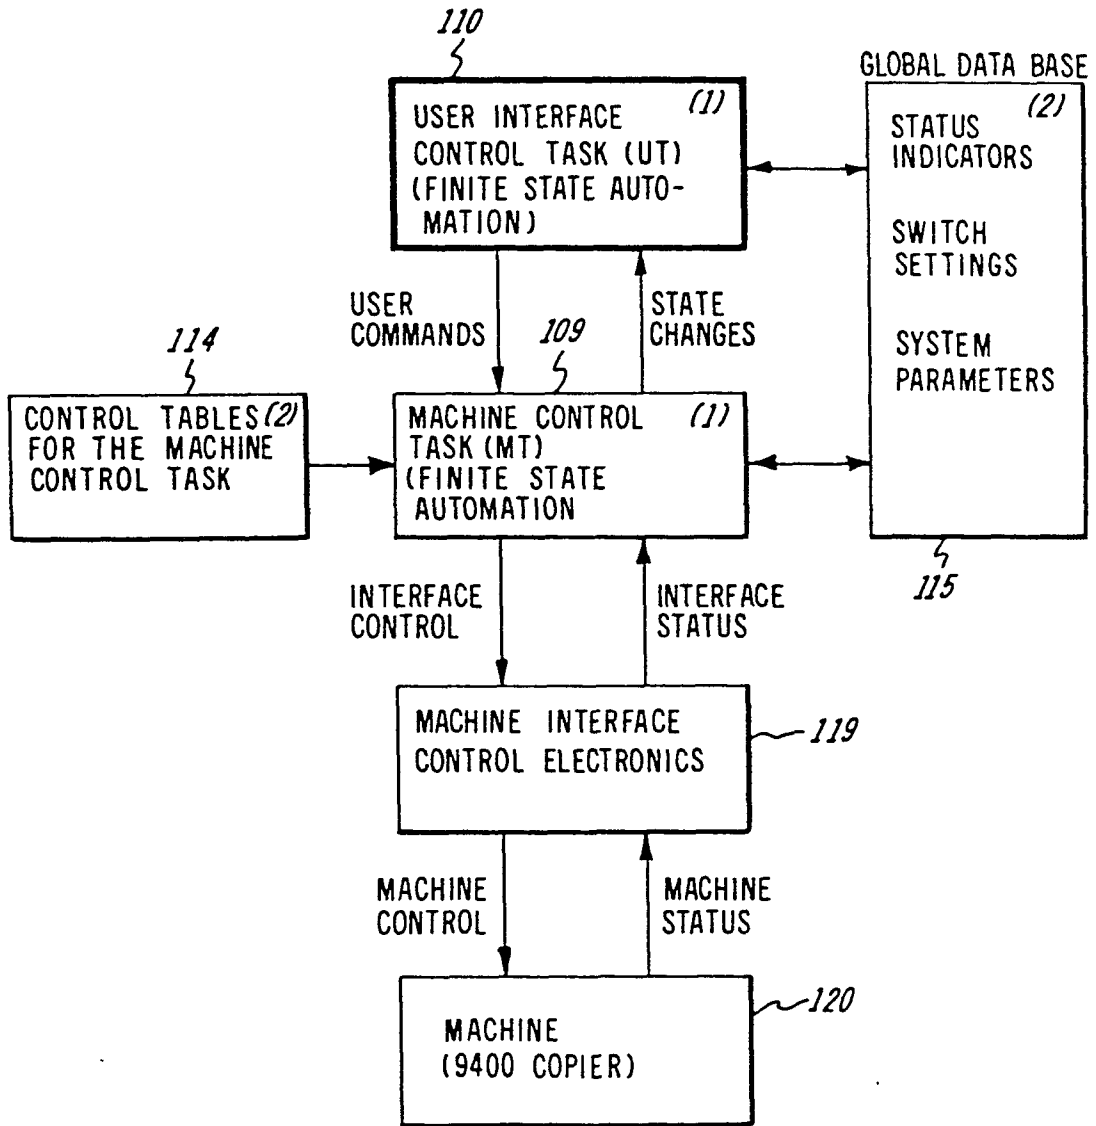 110
USER INTERFACE (1)
CONTROL TASK (UT)
(FINITE STATE AUTO-
MATION)
GLOBAL DATA BASE
(2)
STATUS
INDICATORS
SWITCH
SETTINGS
SYSTEM
PARAMETERS
115
USER
COMMANDS
STATE
CHANGES
114
CONTROL TABLES (2)
FOR THE MACHINE
CONTROL TASK
109
MACHINE CONTROL (1)
TASK (MT)
(FINITE STATE
AUTOMATION
INTERFACE
CONTROL
INTERFACE
STATUS
MACHINE INTERFACE
CONTROL ELECTRONICS
119
MACHINE
CONTROL
MACHINE
STATUS
MACHINE
(9400 COPIER)
120